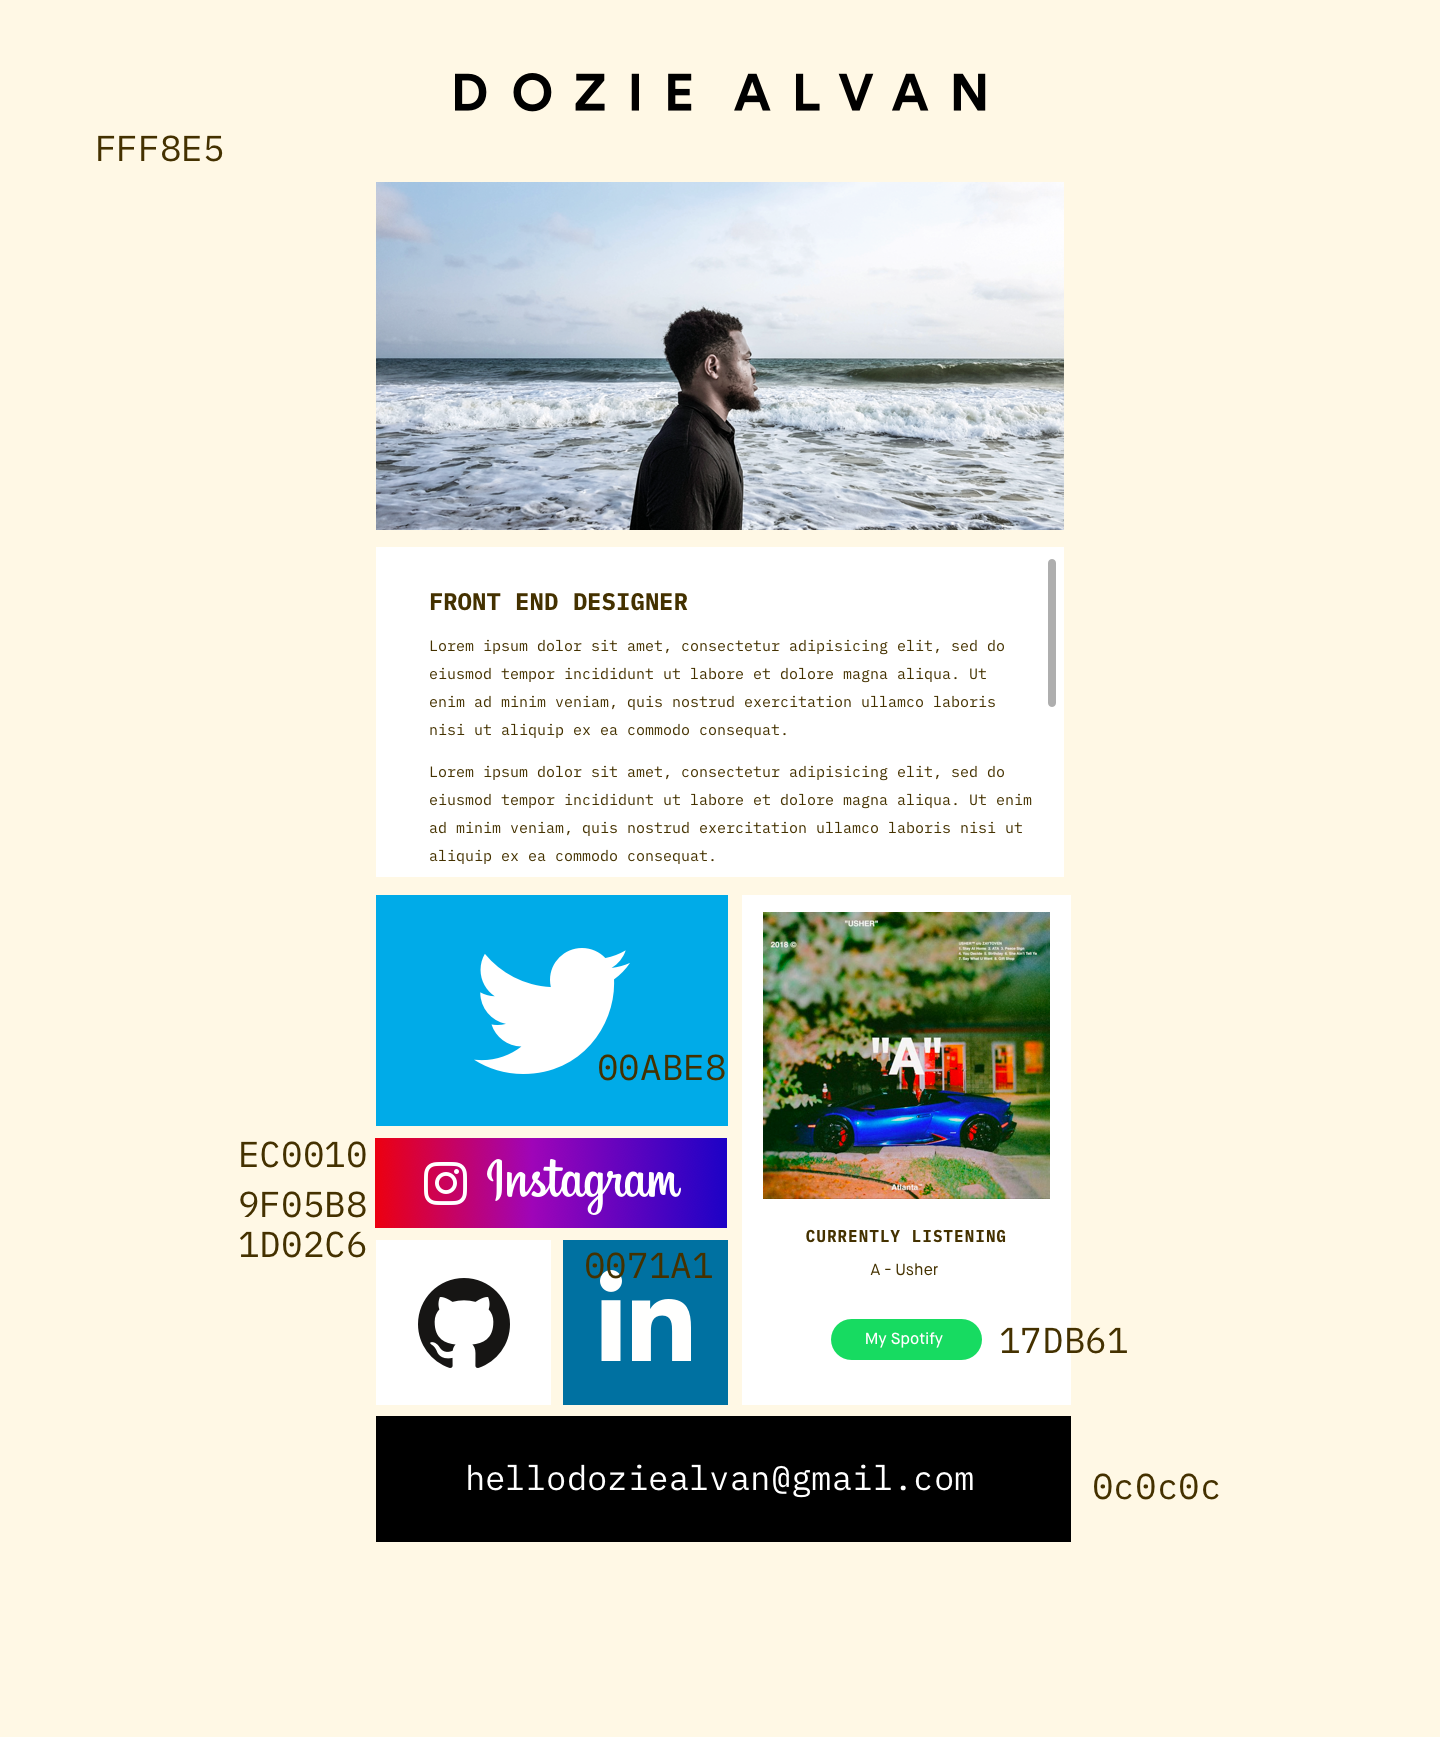 DOZIE ALVAN
FFF8E5
FRONT END DESIGNER
Lorem ipsum dolor sit amet, consectetur adipisicing elit, sed do
eiusmod tempor incididunt ut labore et dolore magna aliqua. Ut
enim ad minim veniam, quis nostrud exercitation ullamco laboris
nisi ut aliquip ex ea commodo consequat.
Lorem ipsum dolor sit amet, consectetur adipisicing elit, sed do
eiusmod tempor incididunt ut labore et dolore magna aliqua. Ut enim
ad minim veniam, quis nostrud exercitation ullamco laboris nisi ut
aliquip ex ea commodo consequat.
00ABE8
EC0010
9F05B8
1D02C6
Instagram
0071A1
in
"USHER"
2018 ©
"A"
Atlanta
CURRENTLY LISTENING
A - Usher
My Spotify
17DB61
hellodoziealvan@gmail.com
0c0c0c